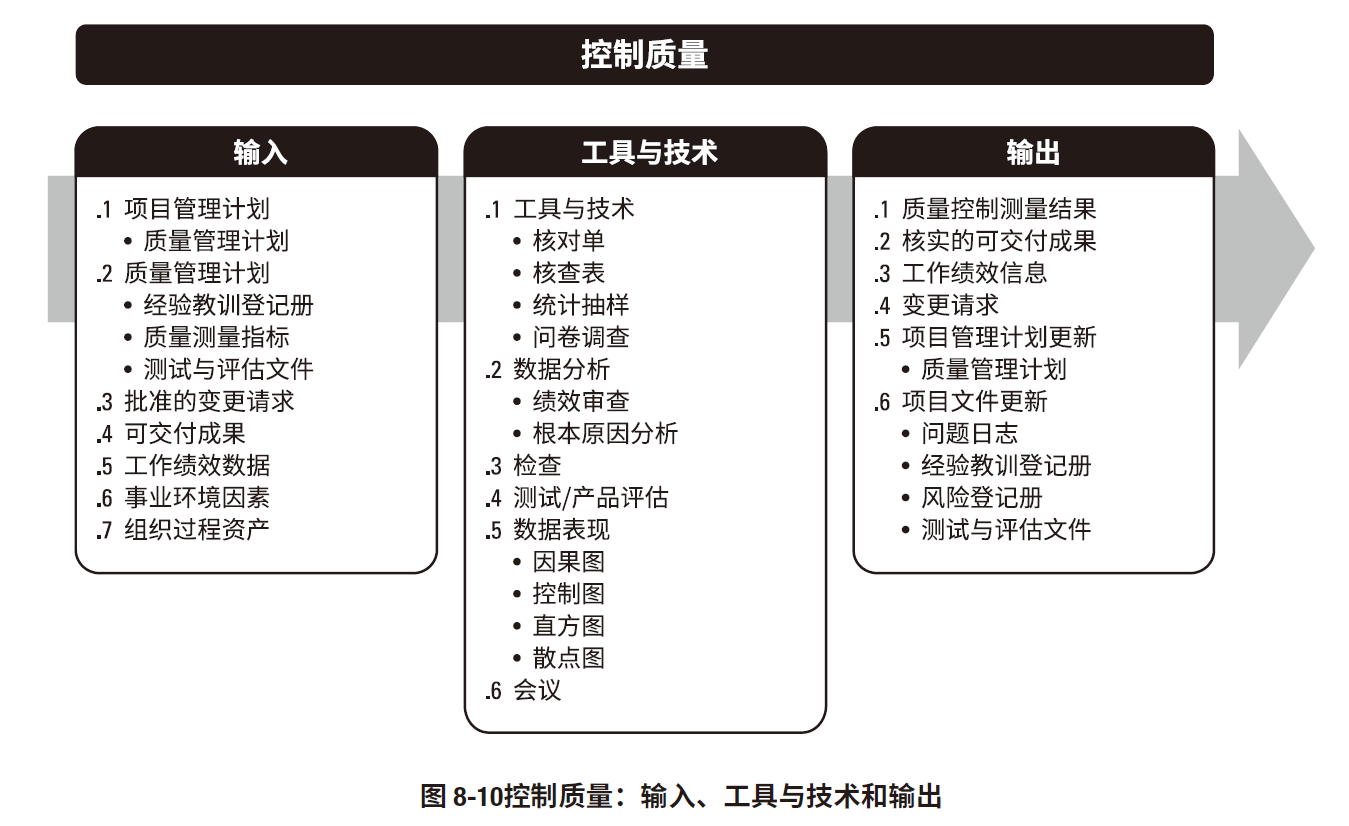 控制质量
输入
.1 项目管理计划
• 质量管理计划
.2 质量管理计划
• 经验教训登记册
• 质量测量指标
• 测试与评估文件
.3 批准的变更请求
.4 可交付成果
.5 工作绩效数据
.6 事业环境因素
.7 组织过程资产
工具与技术
.1 工具与技术
• 核对单
• 核查表
• 统计抽样
• 问卷调查
.2 数据分析
• 绩效审查
• 根本原因分析
.3 检查
.4 测试/产品评估
.5 数据表现
• 因果图
• 控制图
• 直方图
• 散点图
.6 会议
输出
.1 质量控制测量结果
.2 核实的可交付成果
.3 工作绩效信息
.4 变更请求
.5 项目管理计划更新
• 质量管理计划
.6 项目文件更新
• 问题日志
• 经验教训登记册
• 风险登记册
• 测试与评估文件
图 8-10控制质量：输入、工具与技术和输出